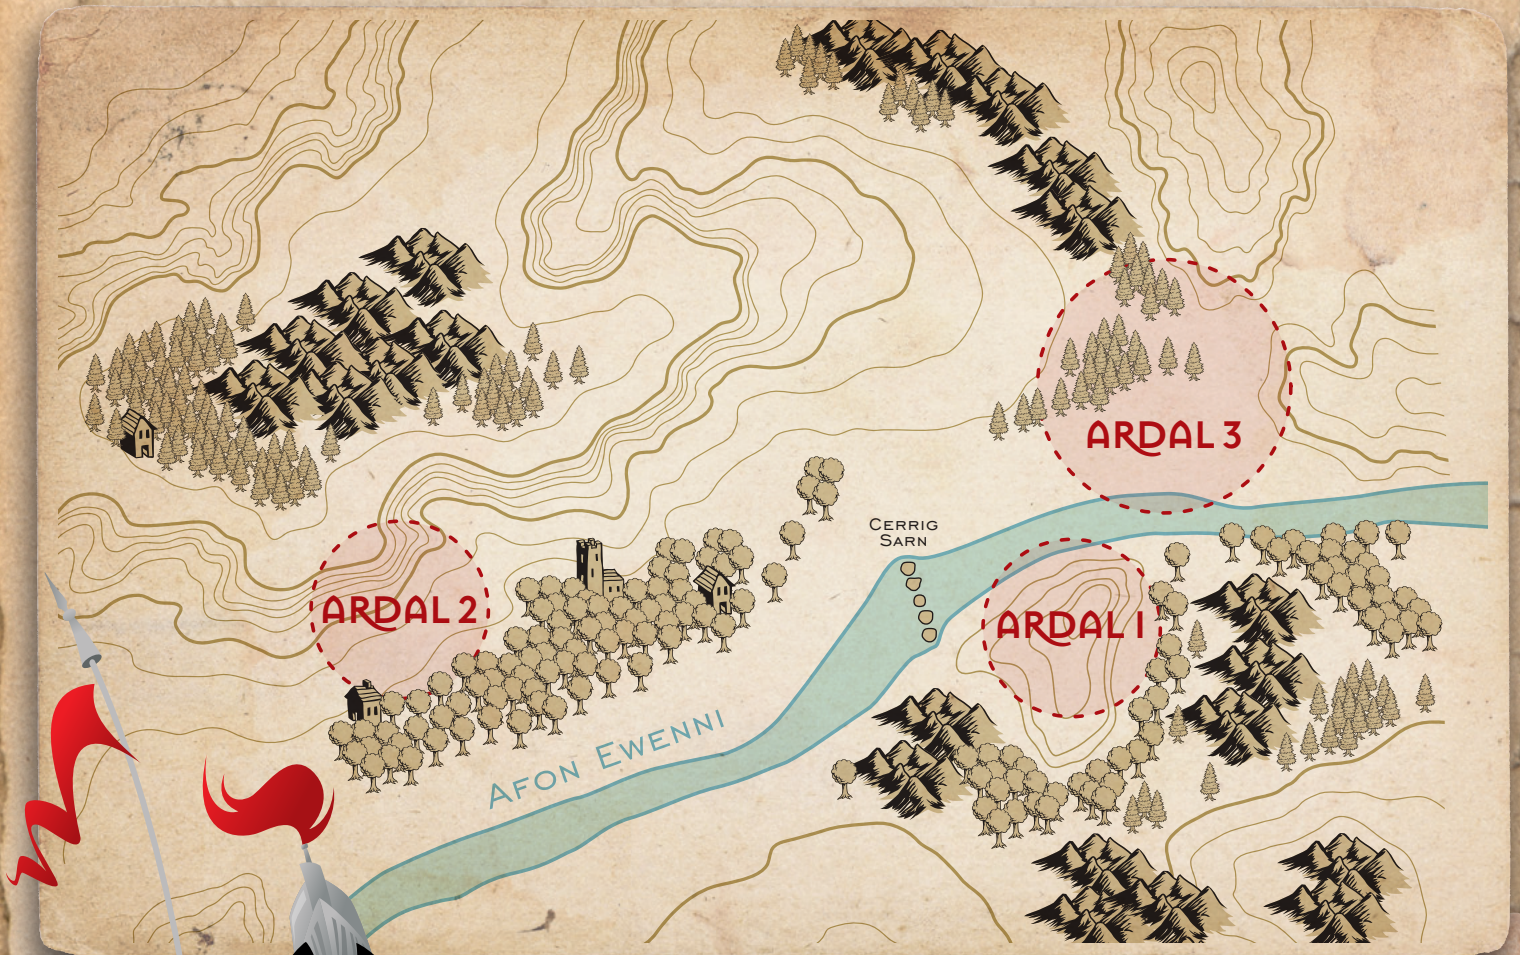 CERRIG
SARN
ARDAL 3
ARDAL 2
ARDAL 1
AFON EWENNI